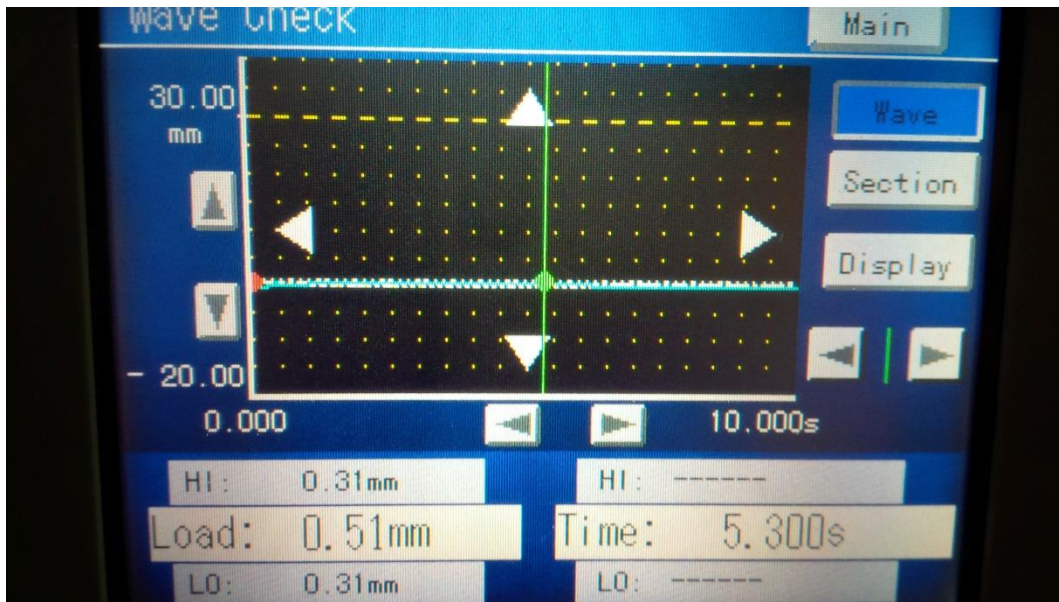 Wave Check
Main
30.00
mm
Wave
Section
Display
- 20.00
0.000
10.000s
HI: 0.31mm
HI: ------
Load: 0.51mm
Time: 5.300s
LO: 0.31mm
LO: ------